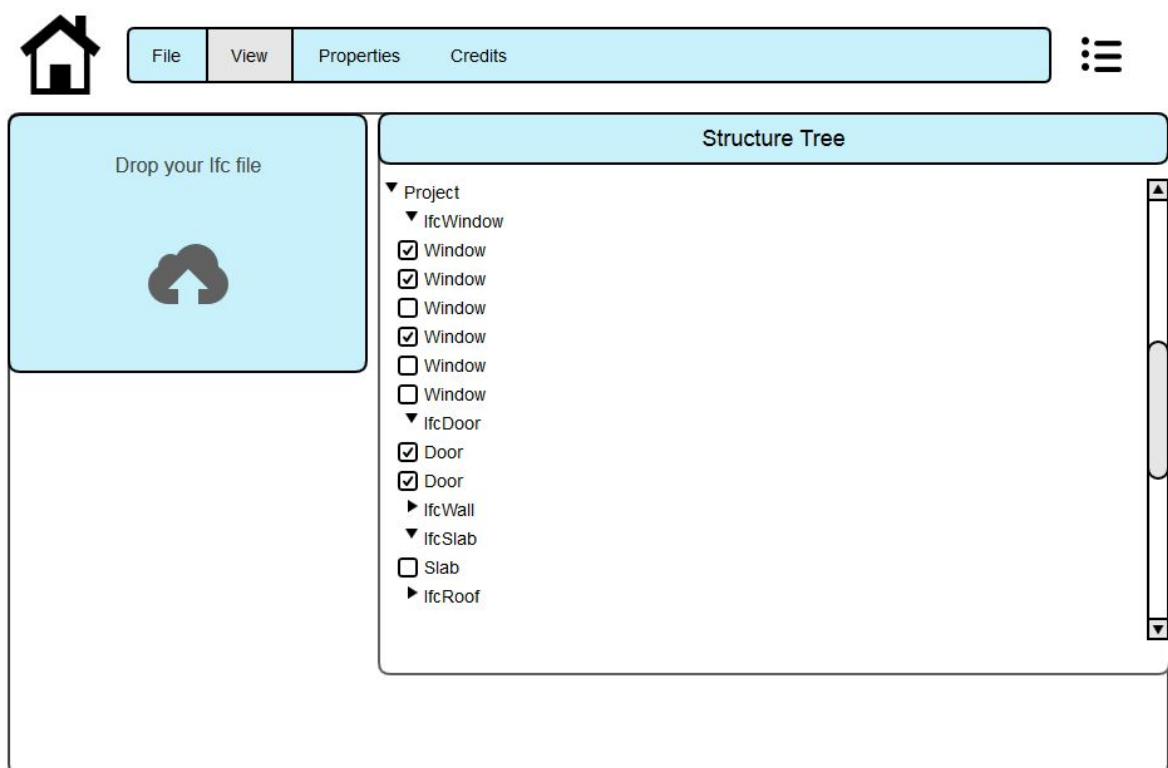 File View Properties Credits
Drop your Ifc file
Structure Tree
Project
IfcWindow
Window
Window
Window
Window
Window
Window
IfcDoor
Door
Door
IfcWall
IfcSlab
Slab
IfcRoof